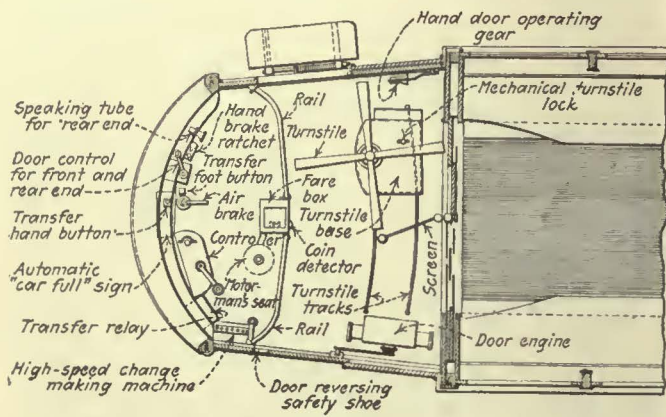 Hand door operating
gear
Mechanical turnstile
lock
Rail
Speaking tube
for rear end
Hand
brake
ratchet
Turnstile
Door control
for front and
rear end
Transfer
foot button
Fare
box
Air
brake
Transfer
hand button
Turnstile
base
Coin
detector
Screen
Controller
Automatic
"car full" sign
Motor-
man's seat
Turnstile
tracks
Transfer relay
Rail
Door engine
High-speed change
making machine
Door reversing
safety shoe